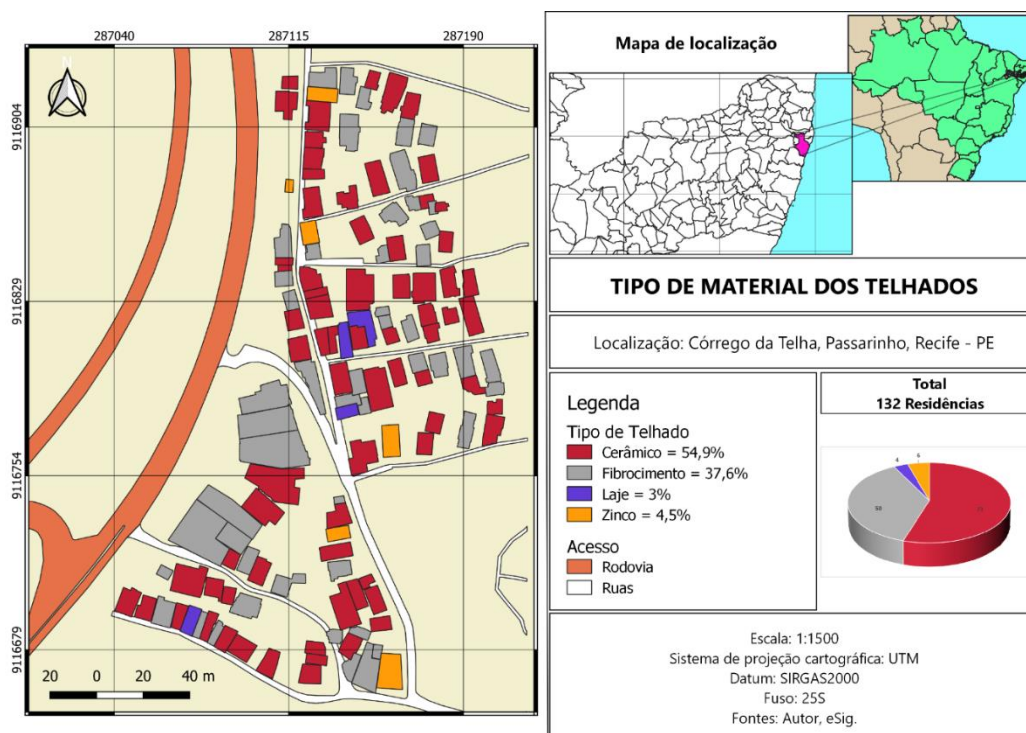 287040
287115
287190
N
9116904
9116829
9116754
9116679
20 0 20 40 m
Mapa de localização
TIPO DE MATERIAL DOS TELHADOS
Localização: Córrego da Telha, Passarinho, Recife - PE
Legenda
Tipo de Telhado
Cerâmico = 54,9%
Fibrocimento = 37,6%
Laje = 3%
Zinco = 4,5%
Acesso
Rodovia
Ruas
Total
132 Residências
4
6
50
Escala: 1:1500
Sistema de projeção cartográfica: UTM
Datum: SIRGAS2000
Fuso: 25S
Fontes: Autor, eSig.